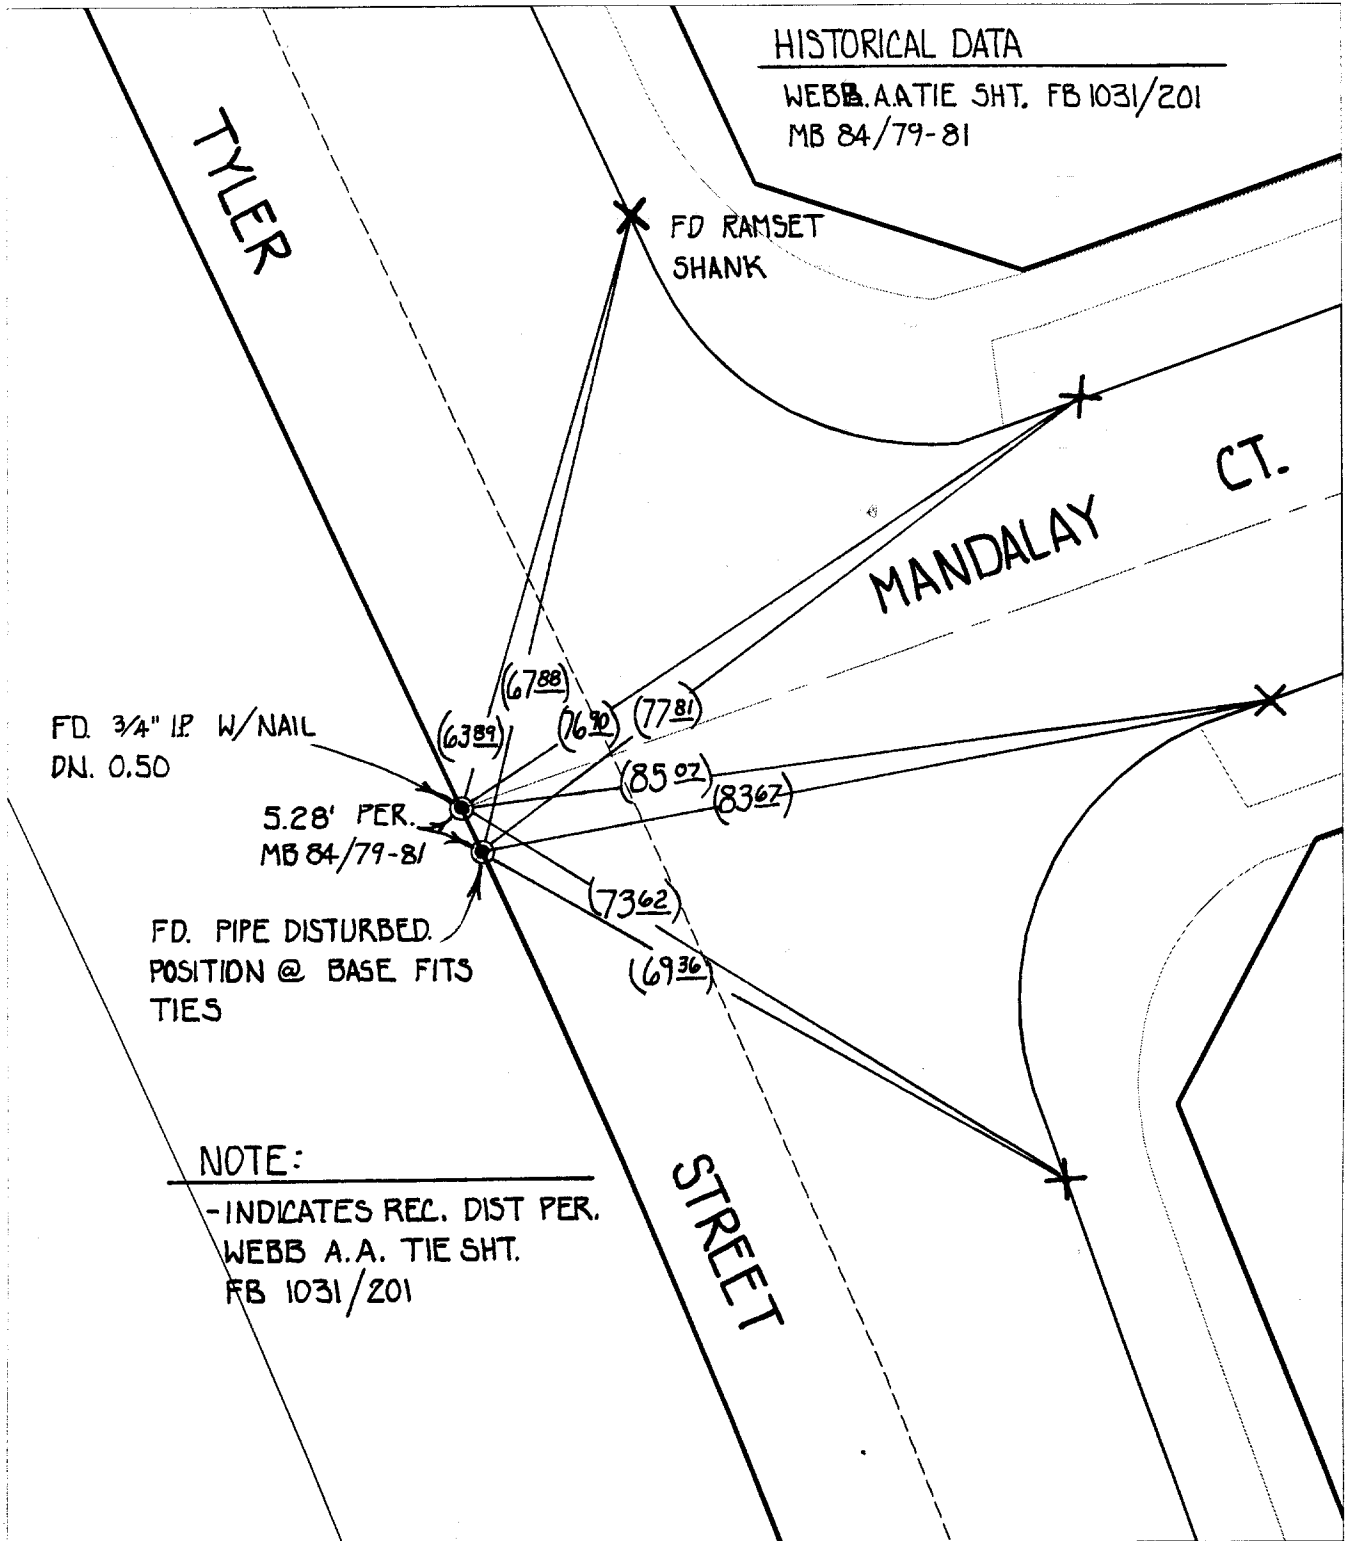 HISTORICAL DATA
WEBB. A.A TIE SHT. FB 1031/201
MB 84/79-81
TYLER
FD RAMSET
SHANK
CT.
MANDALAY
(6788)
(6389)
(7690)
(7781)
FD. 3/4" I.P. W/NAIL
DN. 0.50
(8507)
(8367)
5.28' PER.
MB 84/79-81
(7362)
FD. PIPE DISTURBED.
POSITION @ BASE FITS
TIES
(6936)
NOTE:
-INDICATES REC. DIST PER.
WEBB A.A. TIE SHT.
FB 1031/201
STREET